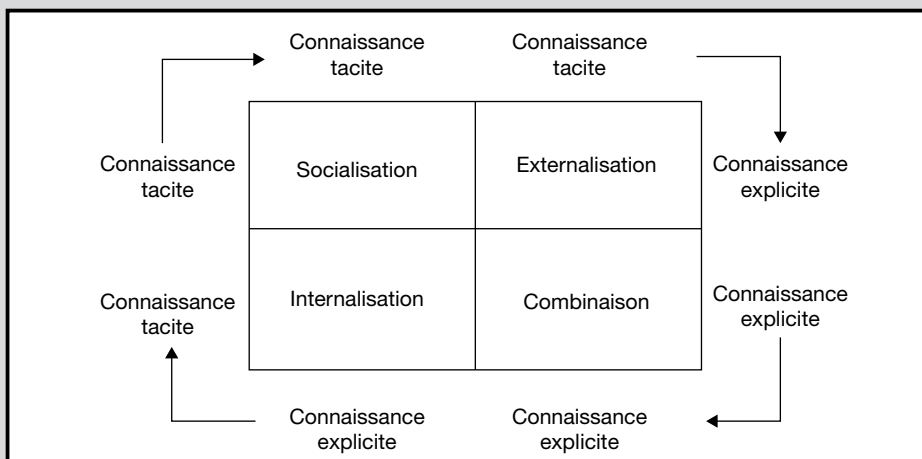 Connaissance
tacite
Connaissance
tacite
Connaissance
tacite
Socialisation
Externalisation
Connaissance
explicite
Connaissance
tacite
Internalisation
Combinaison
Connaissance
explicite
Connaissance
explicite
Connaissance
explicite